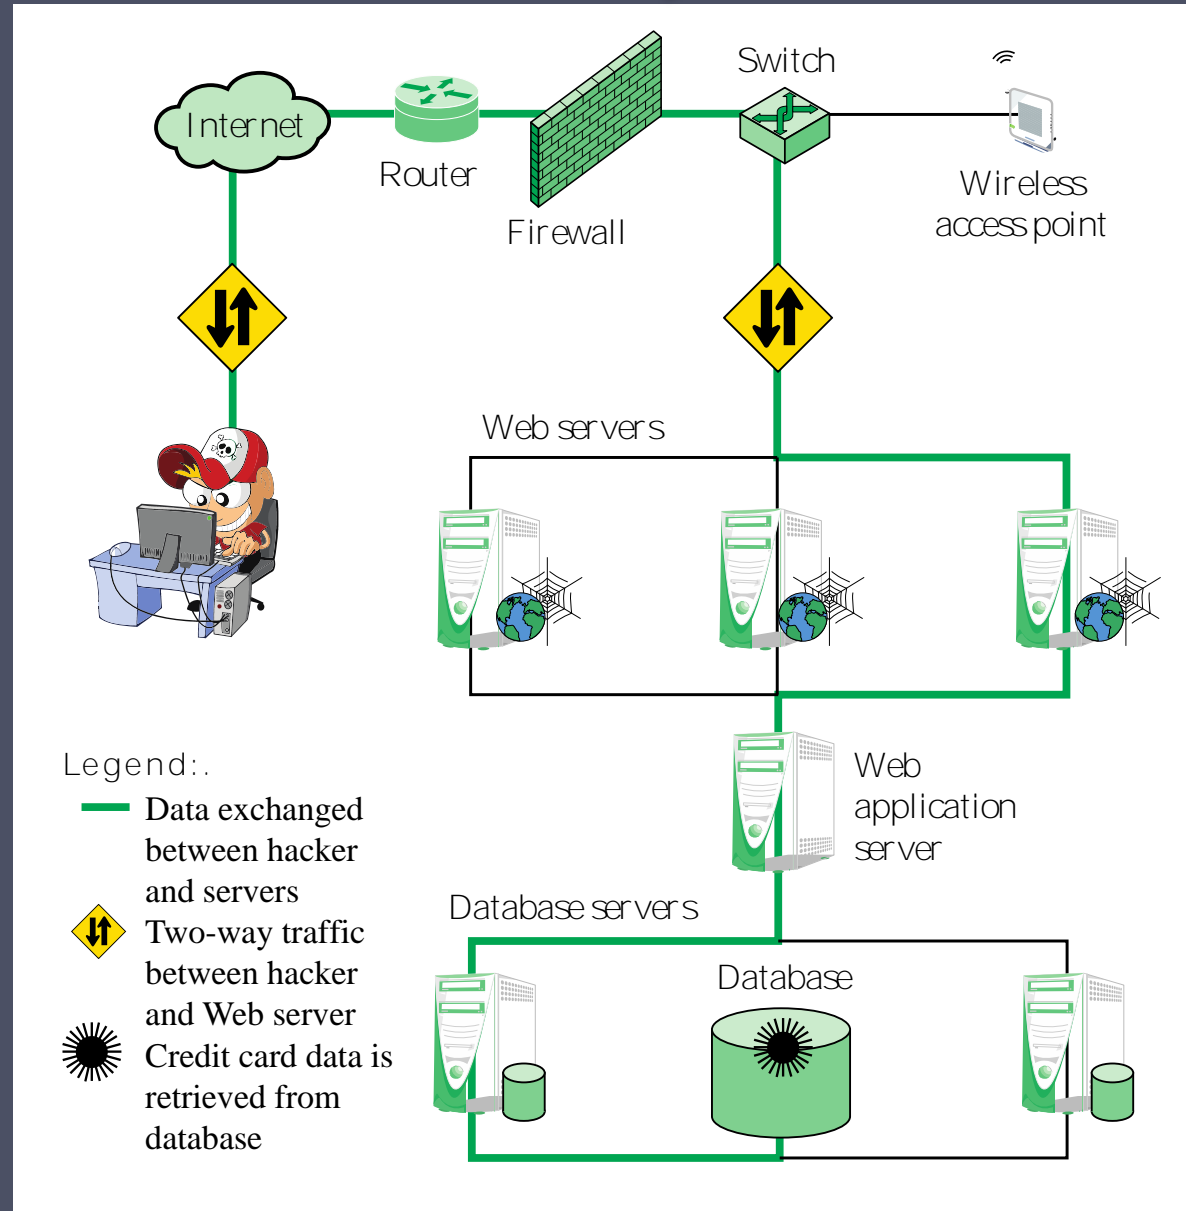 Switch
Internet
Router
Wireless
access point
Firewall
Web servers
Legend:.
Data exchanged
between hacker
and servers
Two-way traffic
between hacker
and Web server
Credit card data is
retrieved from
database
Web
application
server
Database servers
Database